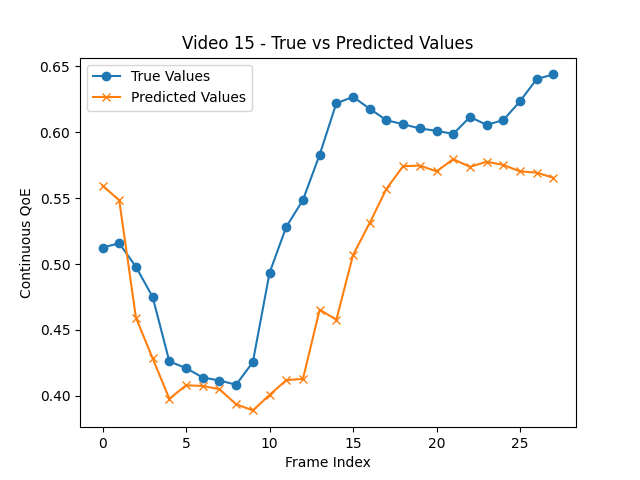 Video 15 - True vs Predicted Values
True Values
Predicted Values
Continuous QoE
0.65
0.60
0.55
0.50
0.45
0.40
0 5 10 15 20 25
Frame Index